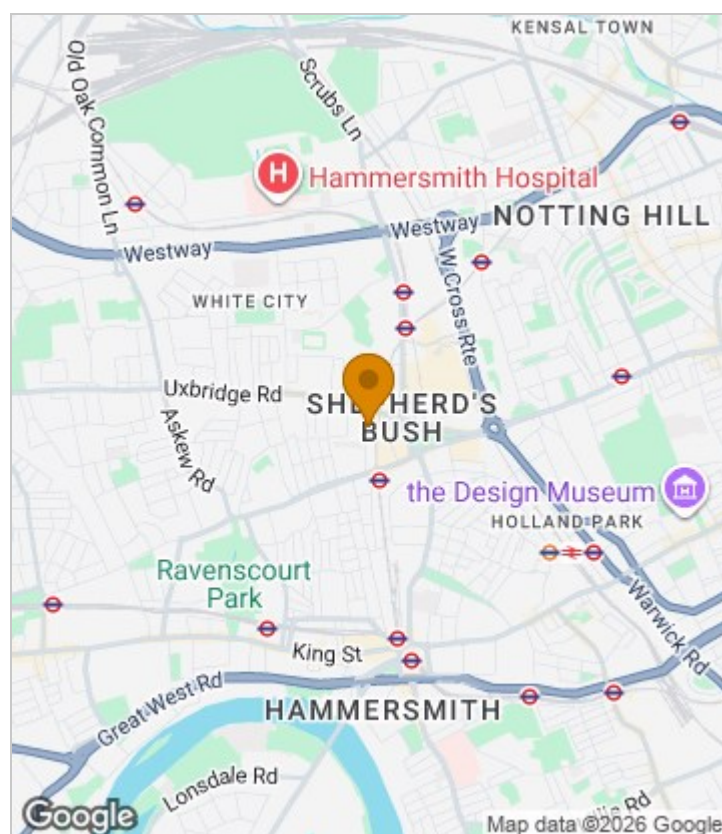 KENSAL TOWN
Old Oak Common Ln
Scrubs Ln
H
Hammersmith Hospital
NOTTING HILL
Westway
Westway
W Cross Rte
WHITE CITY
Uxbridge Rd
SHEPHERD'S
BUSH
Askew Rd
the Design Museum
HOLLAND PARK
Ravenscourt
Park
Warwick Rd
King St
Great West Rd
HAMMERSMITH
Lonsdale Rd
Google
Map data ©2026 Google